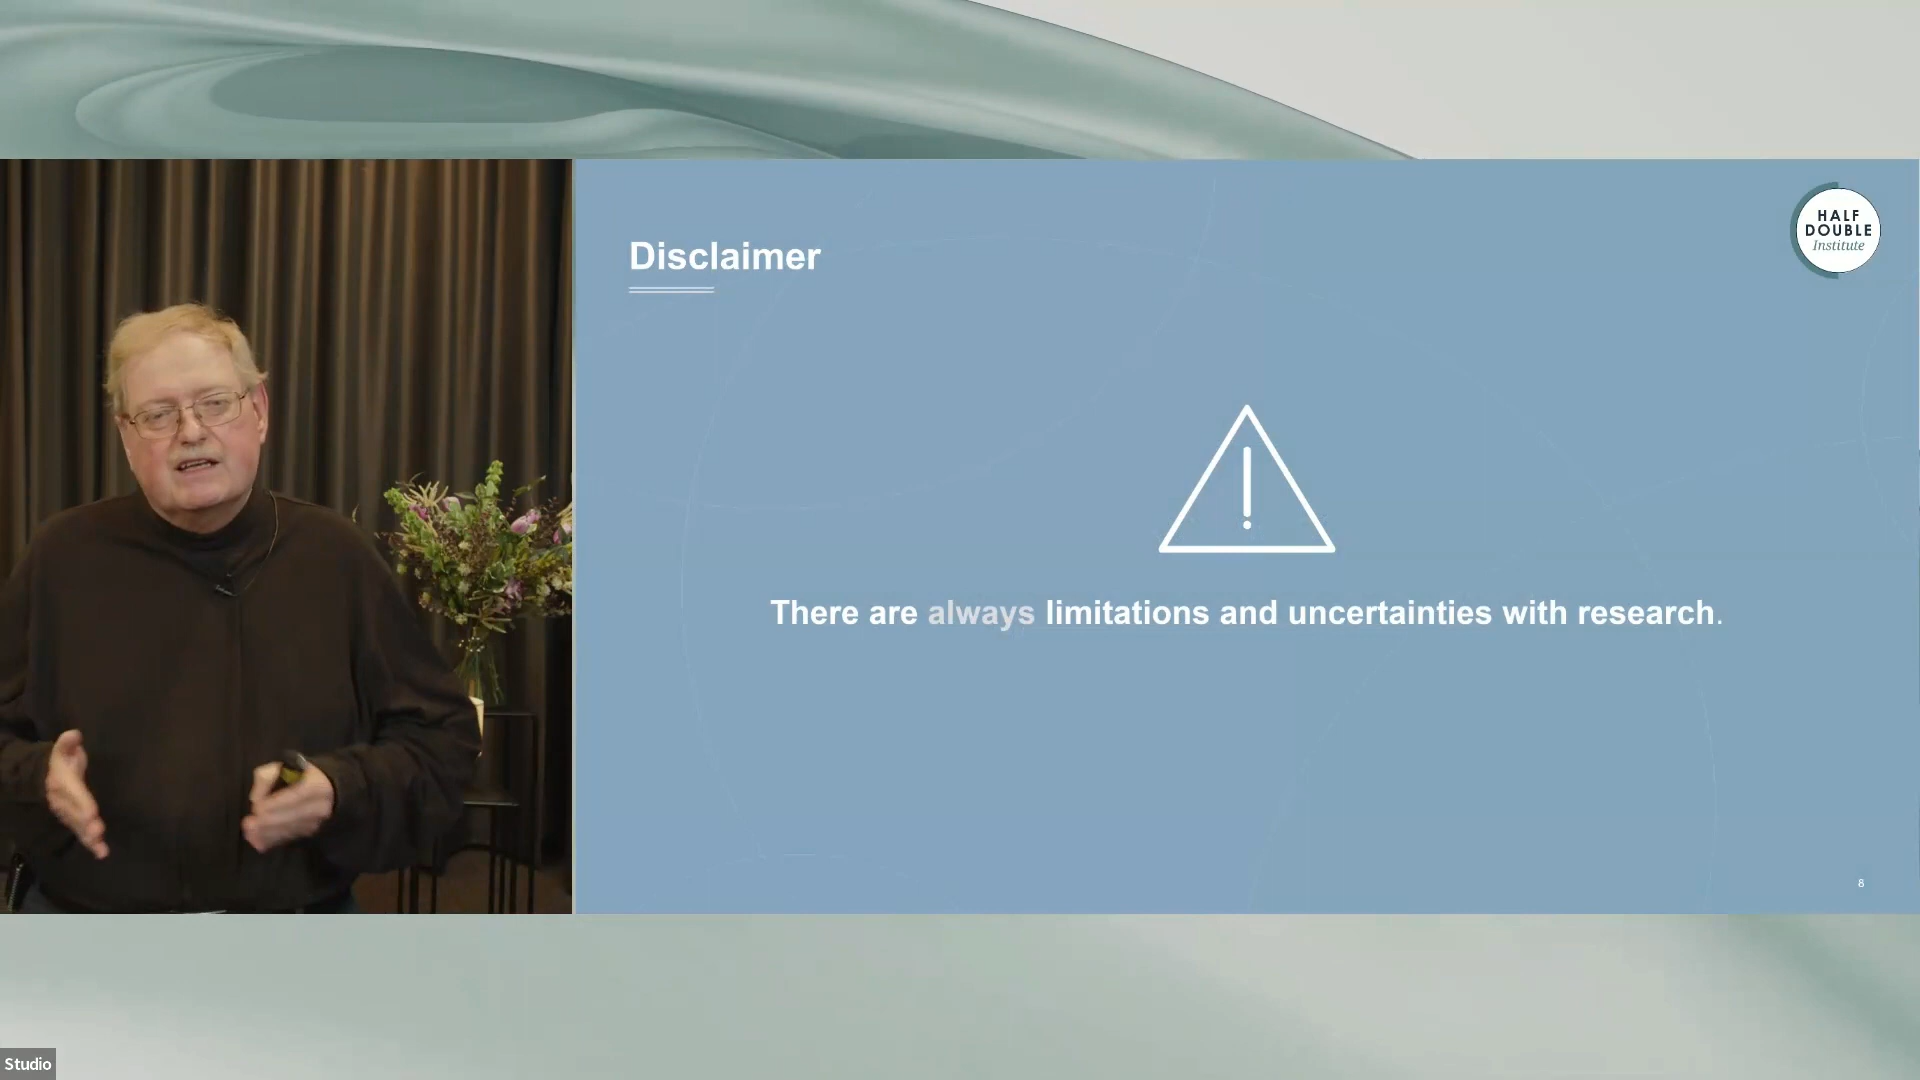 Disclaimer
HALF
DOUBLE
Institute
There are always limitations and uncertainties with research.
8
Studio